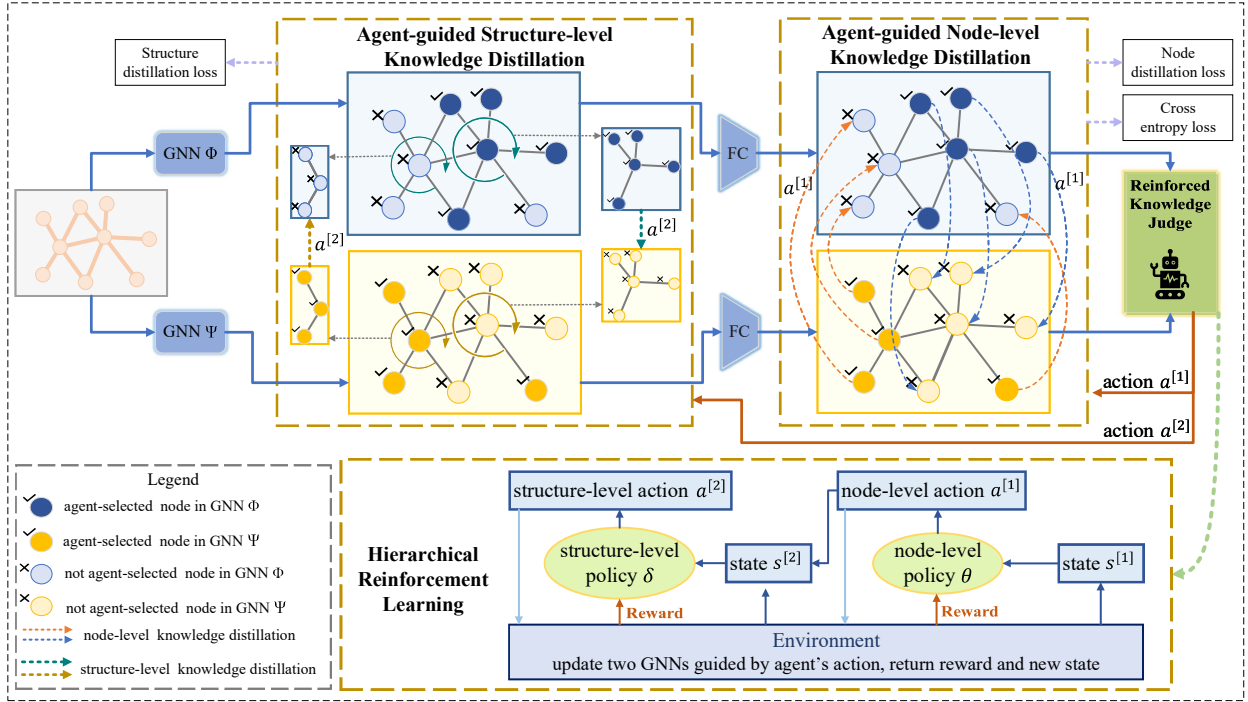 Structure
distillation loss
Agent-guided Structure-level
Knowledge Distillation
Agent-guided Node-level
Knowledge Distillation
Node
distillation loss
Cross
entropy loss
GNN Φ
GNN Ψ
a^[2]
a^[2]
FC
FC
a^[1]
a^[1]
Reinforced
Knowledge
Judge
action a^[1]
action a^[2]
Legend
agent-selected node in GNN Φ
agent-selected node in GNN Ψ
not agent-selected node in GNN Φ
not agent-selected node in GNN Ψ
node-level knowledge distillation
structure-level knowledge distillation
Hierarchical
Reinforcement
Learning
structure-level action a^[2]
node-level action a^[1]
structure-level
policy δ
state s^[2]
node-level
policy θ
state s^[1]
Reward
Reward
Environment
update two GNNs guided by agent's action, return reward and new state